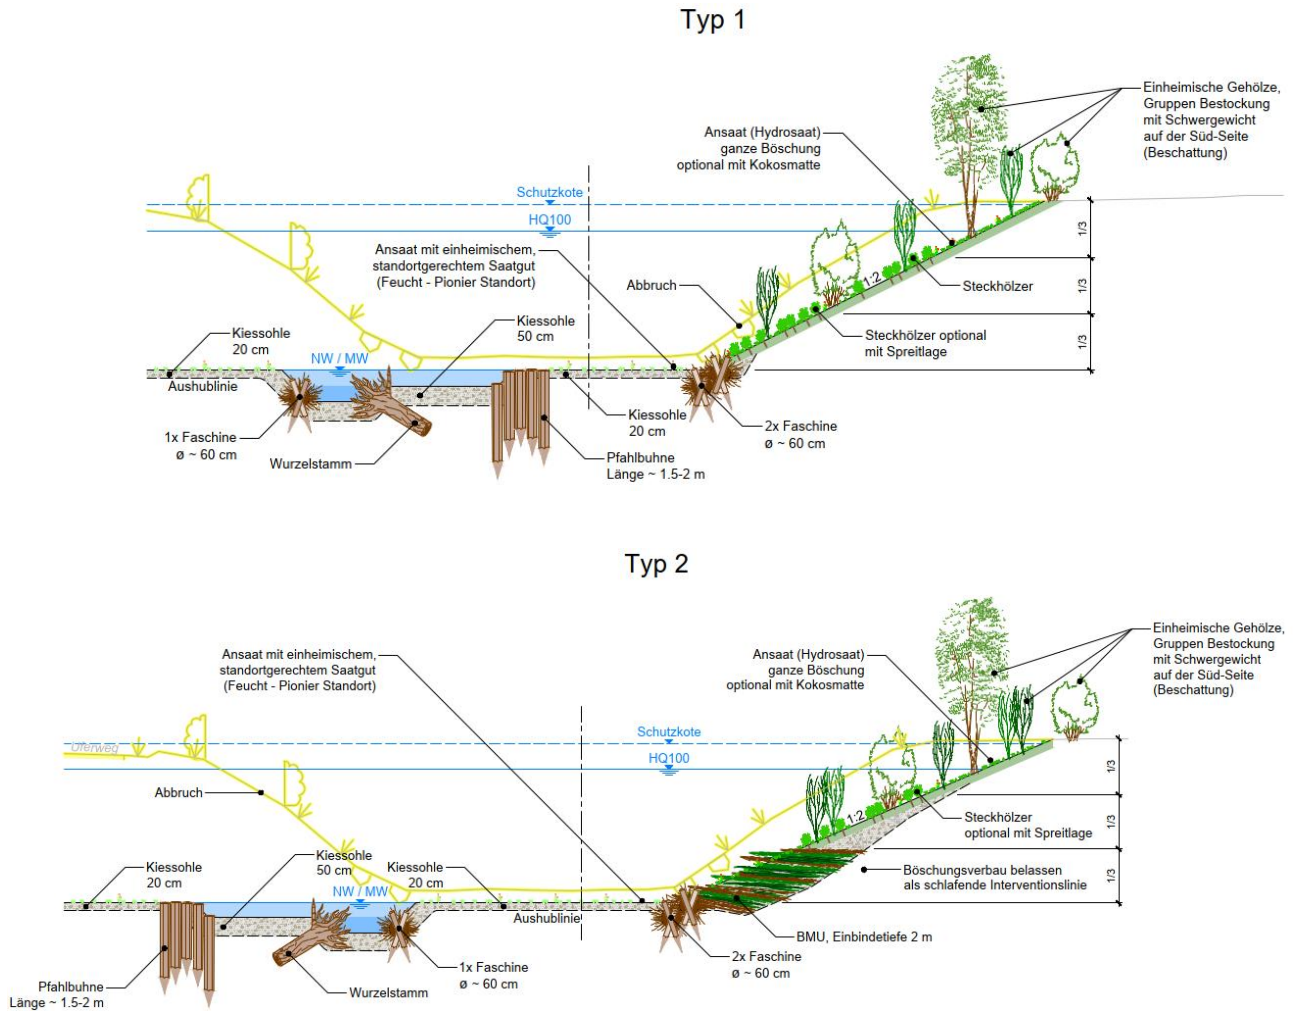 Typ 1
Einheimische Gehölze,
Gruppen Bestockung
mit Schwergewicht
auf der Süd-Seite
(Beschattung)
Ansaat (Hydrosaat)
ganze Böschung
optional mit Kokosmatte
Schutzkote
HQ100
Ansaat mit einheimischem,
standortgerechtem Saatgut
(Feucht - Pionier Standort)
Abbruch
1:2
Steckhölzer
1/3
1/3
1/3
Kiessohle
20 cm
Kiessohle
50 cm
Steckhölzer optional
mit Spreitlage
NW / MW
Aushublinie
Kiessohle
20 cm
1x Faschine
ø ~ 60 cm
2x Faschine
ø ~ 60 cm
Wurzelstamm
Pfahlbuhne
Länge ~ 1.5-2 m
Typ 2
Ansaat mit einheimischem,
standortgerechtem Saatgut
(Feucht - Pionier Standort)
Ansaat (Hydrosaat)
ganze Böschung
optional mit Kokosmatte
Einheimische Gehölze,
Gruppen Bestockung
mit Schwergewicht
auf der Süd-Seite
(Beschattung)
Schutzkote
Uferweg
HQ100
Abbruch
1:2
Steckhölzer
optional mit Spreitlage
1/3
1/3
1/3
Kiessohle
20 cm
Kiessohle
50 cm
Kiessohle
20 cm
NW / MW
Böschungsverbau belassen
als schlafende Interventionslinie
Aushublinie
BMU, Einbindetiefe 2 m
2x Faschine
ø ~ 60 cm
1x Faschine
ø ~ 60 cm
Pfahlbuhne
Länge ~ 1.5-2 m
Wurzelstamm